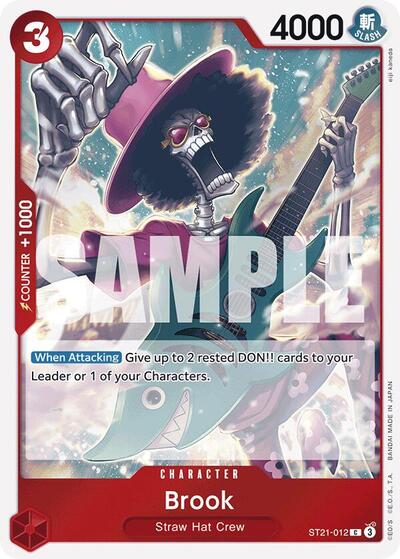 3
4000
斬
SLASH
eiji kaneda
COUNTER +1000
SAMPLE
When Attacking Give up to 2 rested DON!! cards to your
Leader or 1 of your Characters.
CHARACTER
Brook
Straw Hat Crew
ST21-012 C 3
©EO/S ©E.O./S., T.A. BANDAI MADE IN JAPAN